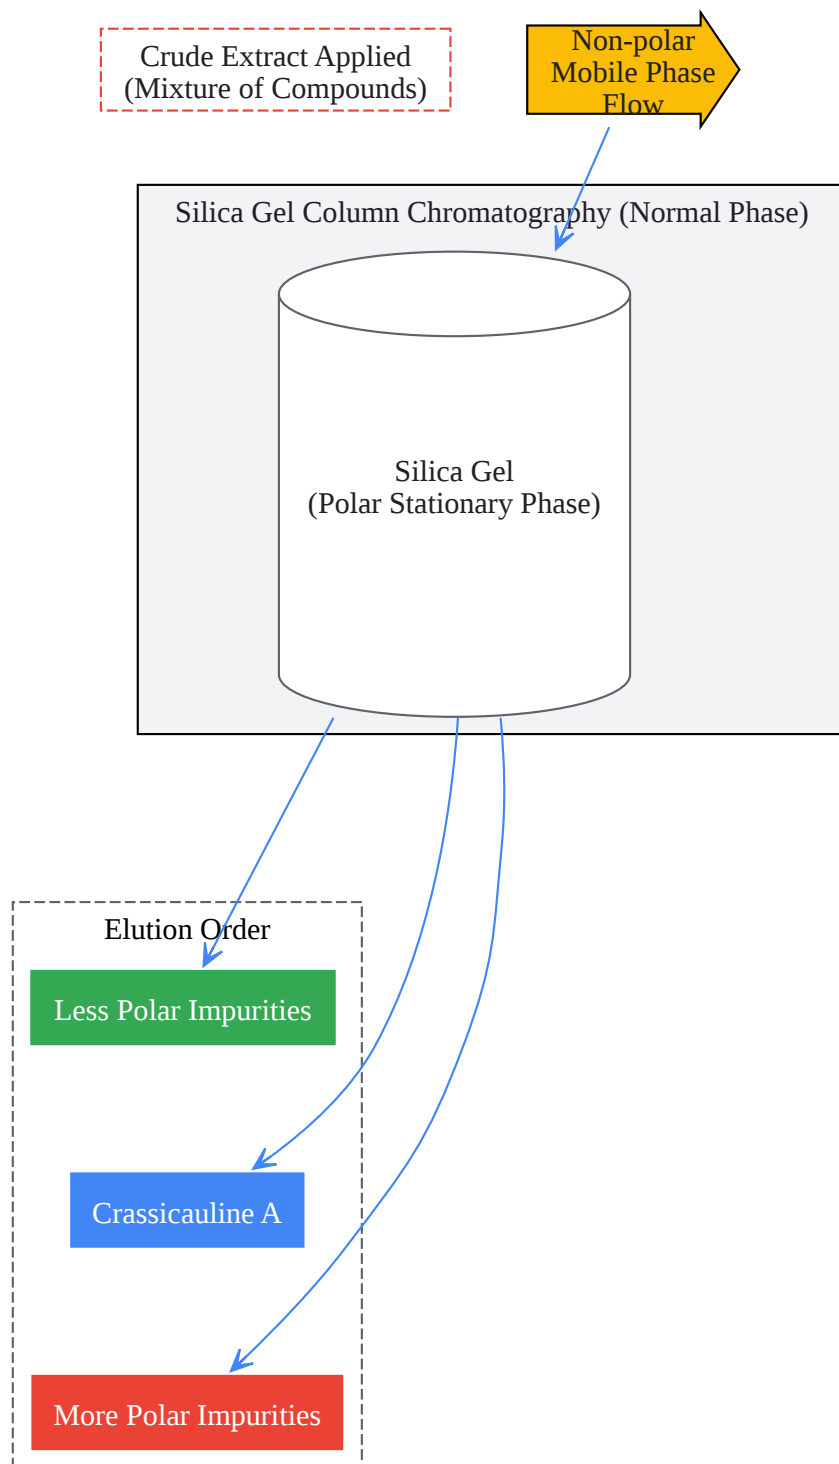 Crude Extract Applied
(Mixture of Compounds)
Non-polar
Mobile Phase
Flow
Silica Gel Column Chromatography (Normal Phase)
Silica Gel
(Polar Stationary Phase)
Elution Order
Less Polar Impurities
Crassicauline A
More Polar Impurities